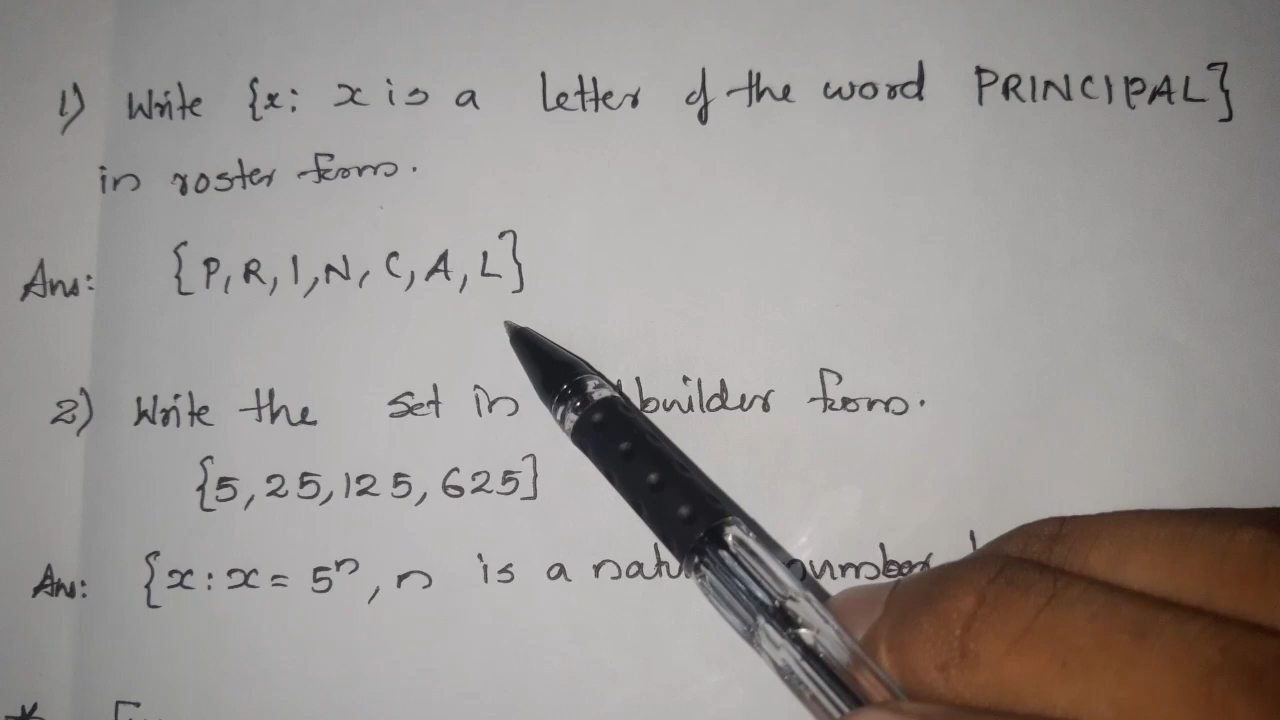 1) Write {x: x is a letter of the word PRINCIPAL}
in roster form.
Ans: {P, R, I, N, C, A, L}
2) Write the set in builder form.
{5, 25, 125, 625}
Ans: {x : x = 5ⁿ, n is a number